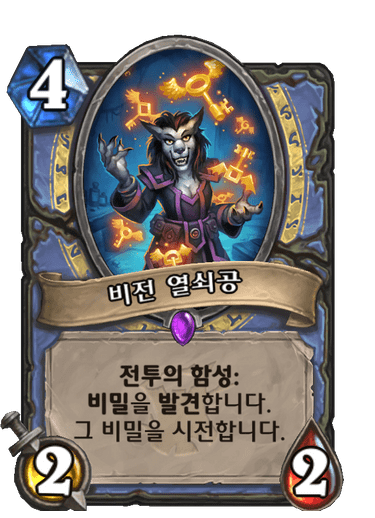 4
비전 열쇠공
전투의 함성:
비밀을 발견합니다.
그 비밀을 시전합니다.
2
2